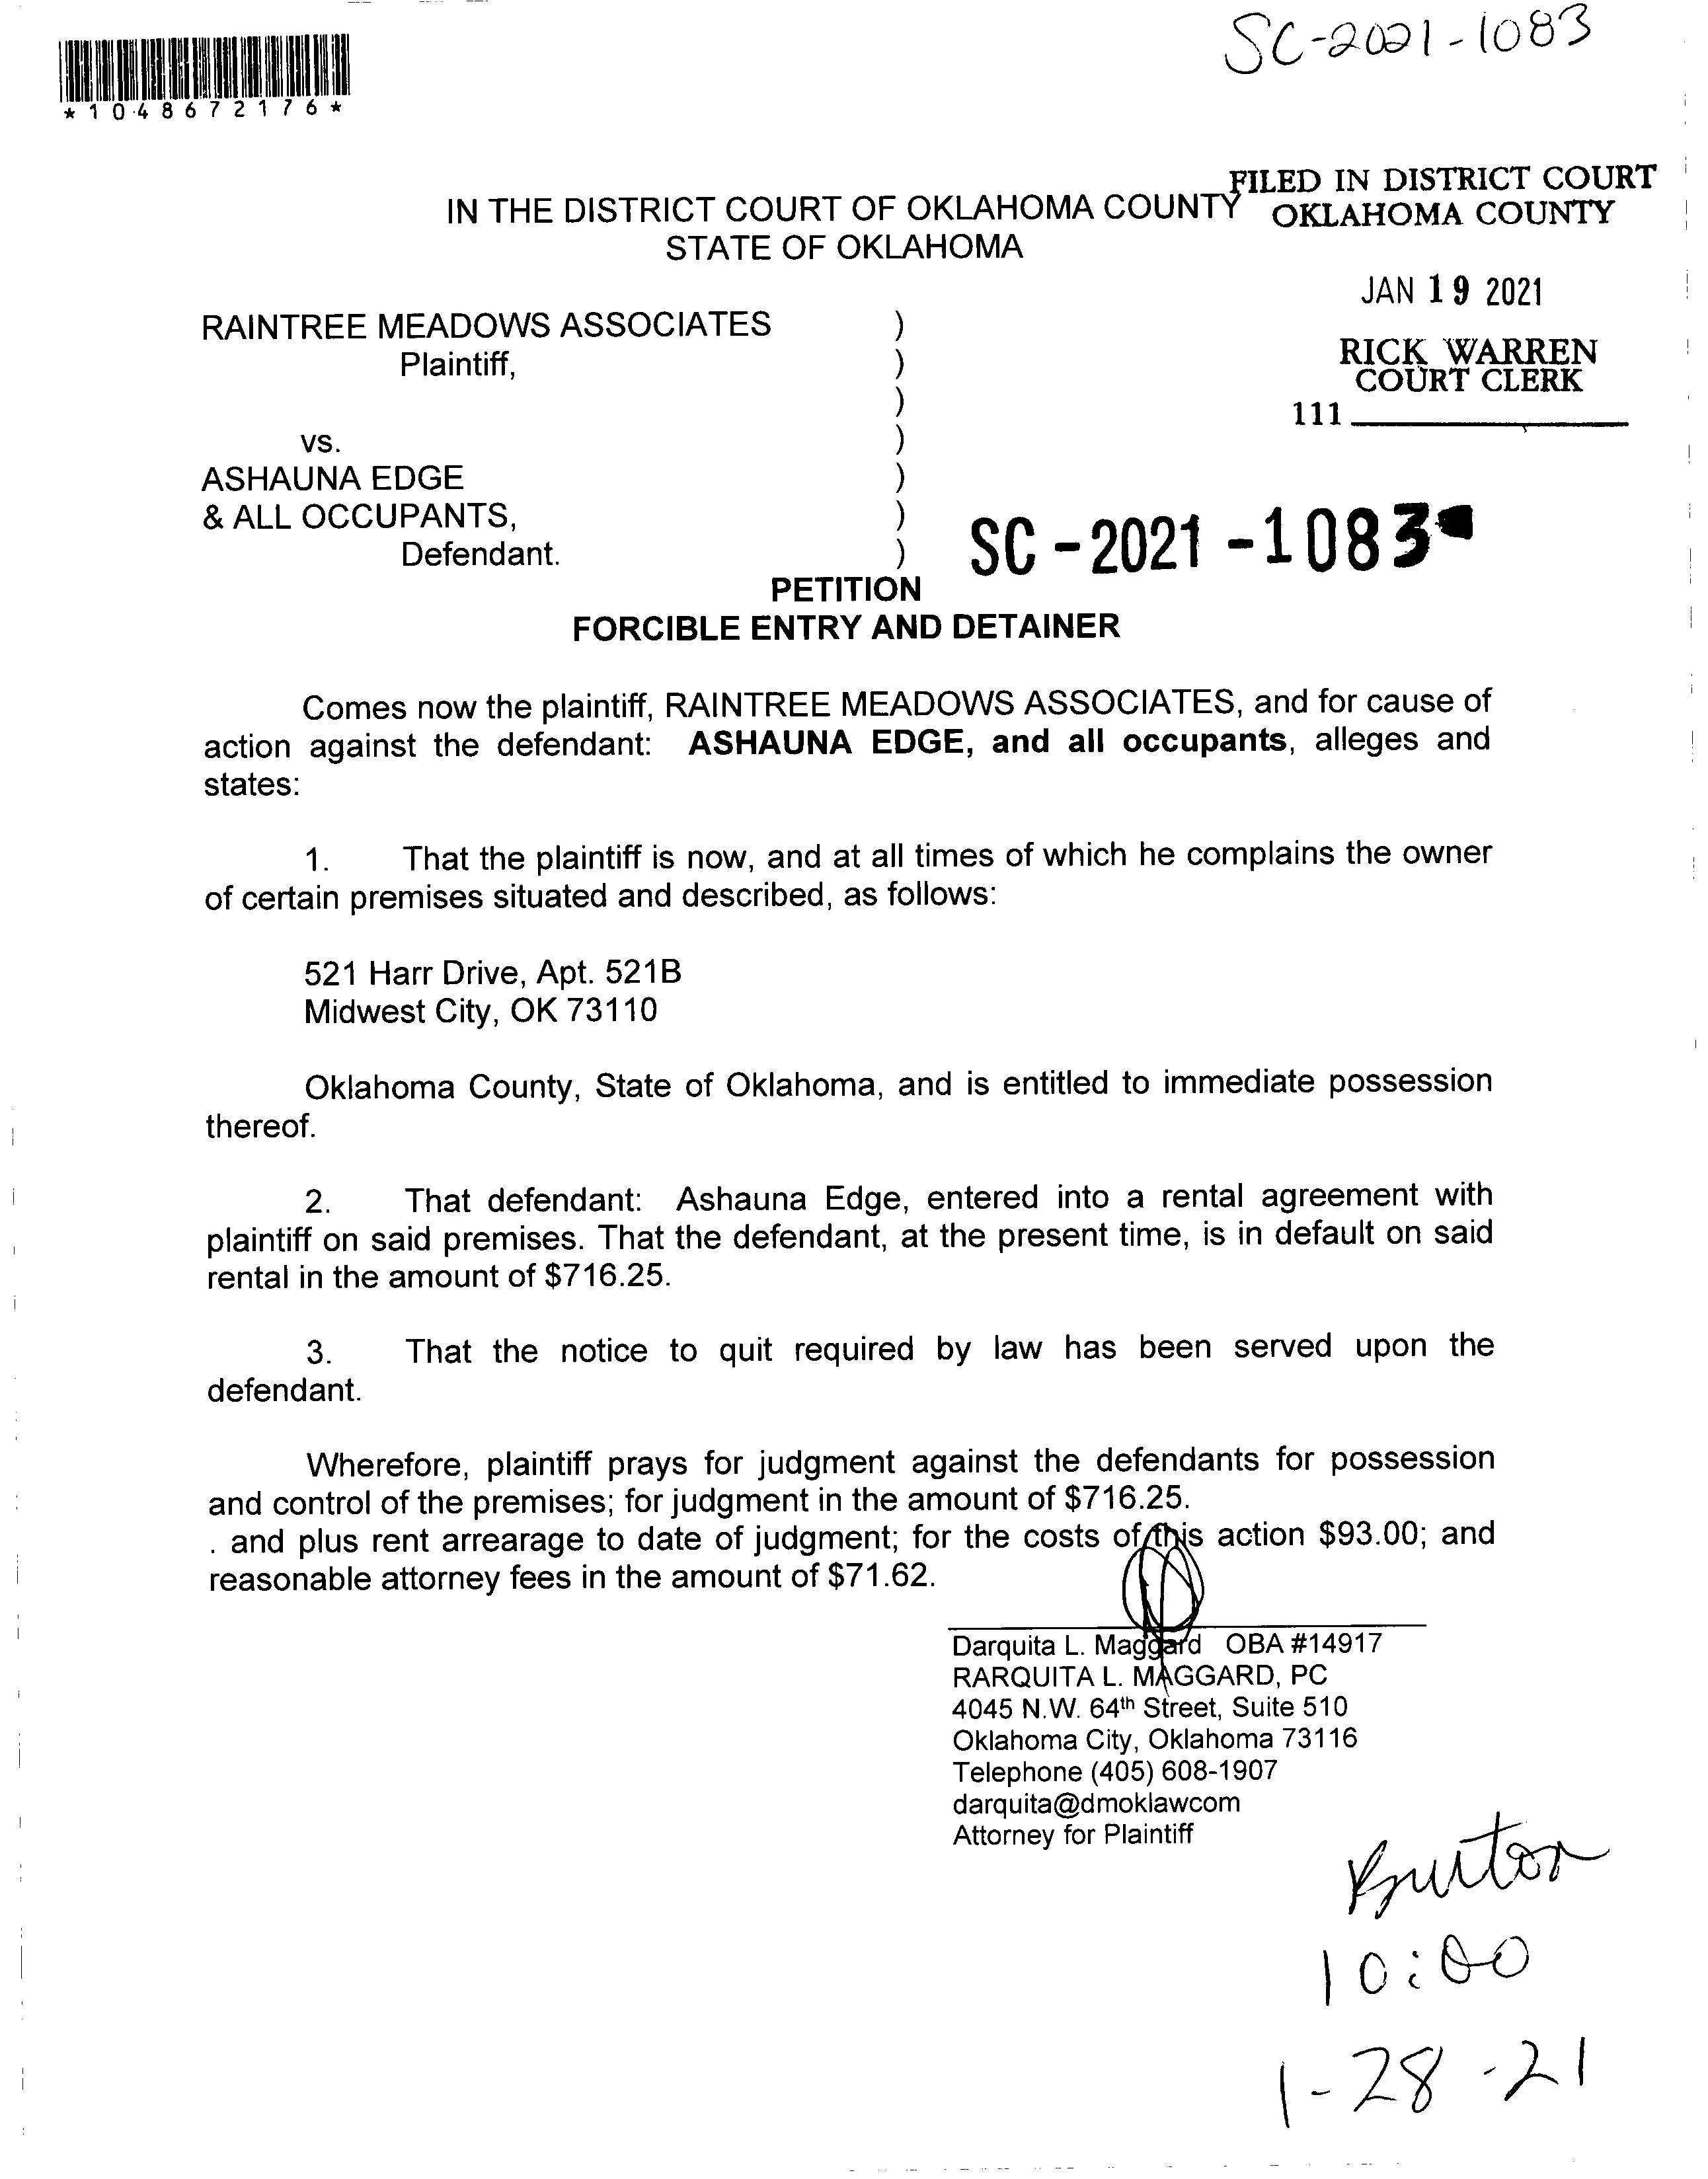 SC-2021-1083
*1048672176*
FILED IN DISTRICT COURT
OKLAHOMA COUNTY
IN THE DISTRICT COURT OF OKLAHOMA COUNTY
STATE OF OKLAHOMA
JAN 19 2021
RICK WARREN
COURT CLERK
111
RAINTREE MEADOWS ASSOCIATES )
Plaintiff, )
)
vs. )
ASHAUNA EDGE )
& ALL OCCUPANTS, )
Defendant. )
SC-2021-1083
PETITION
FORCIBLE ENTRY AND DETAINER
Comes now the plaintiff, RAINTREE MEADOWS ASSOCIATES, and for cause of
action against the defendant: ASHAUNA EDGE, and all occupants, alleges and
states:
1. That the plaintiff is now, and at all times of which he complains the owner
of certain premises situated and described, as follows:
521 Harr Drive, Apt. 521B
Midwest City, OK 73110
Oklahoma County, State of Oklahoma, and is entitled to immediate possession
thereof.
2. That defendant: Ashauna Edge, entered into a rental agreement with
plaintiff on said premises. That the defendant, at the present time, is in default on said
rental in the amount of $716.25.
3. That the notice to quit required by law has been served upon the
defendant.
Wherefore, plaintiff prays for judgment against the defendants for possession
and control of the premises; for judgment in the amount of $716.25.
. and plus rent arrearage to date of judgment; for the costs of this action $93.00; and
reasonable attorney fees in the amount of $71.62.
Darquita L. Maggard OBA #14917
RARQUITA L. MAGGARD, PC
4045 N.W. 64th Street, Suite 510
Oklahoma City, Oklahoma 73116
Telephone (405) 608-1907
darquita@dmoklawcom
Attorney for Plaintiff
Burton
10:00
1-28-21